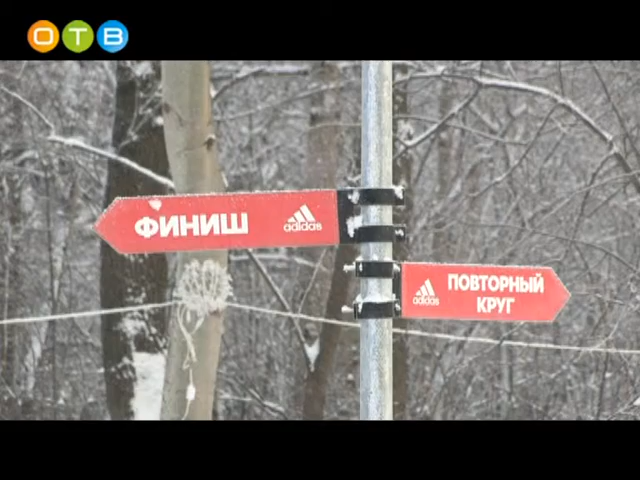 ОТВ
ФИНИШ
adidas
adidas
ПОВТОРНЫЙ
КРУГ